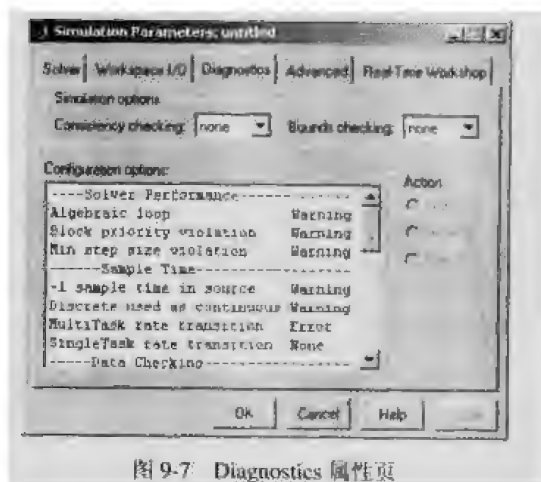 Simulation Parameters: untitled
Solver Workspace I/O Diagnostics Advanced Real-Time Workshop
Simulation options
Consistency checking: none Bounds checking: none
Configuration options:
Action
----Solver Performance------
Algebraic loop Warning
Block priority violation Warning
Min step size violation Warning
------Sample Time------
-1 sample time in source Warning
Discrete used as continuous Warning
MultiTask rate transition Error
SingleTask rate transition None
-----Data Checking------
OK Cancel Help
图 9-7 Diagnostics 属性页